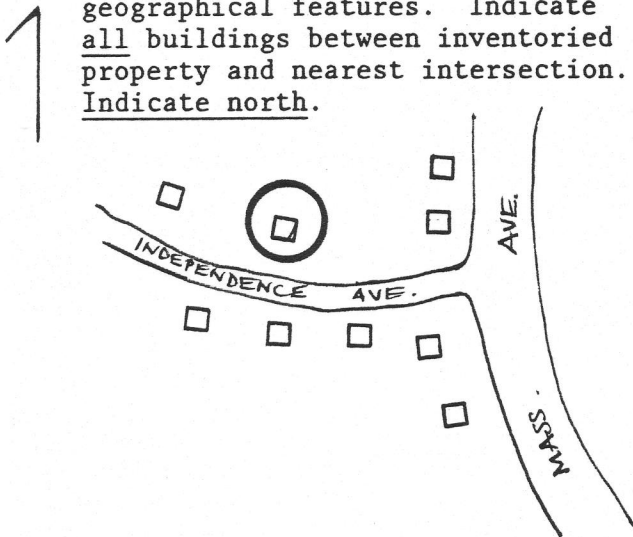 geographical features. Indicate
all buildings between inventoried
property and nearest intersection.
Indicate north.
INDEPENDENCE AVE.
AVE.
MASS.